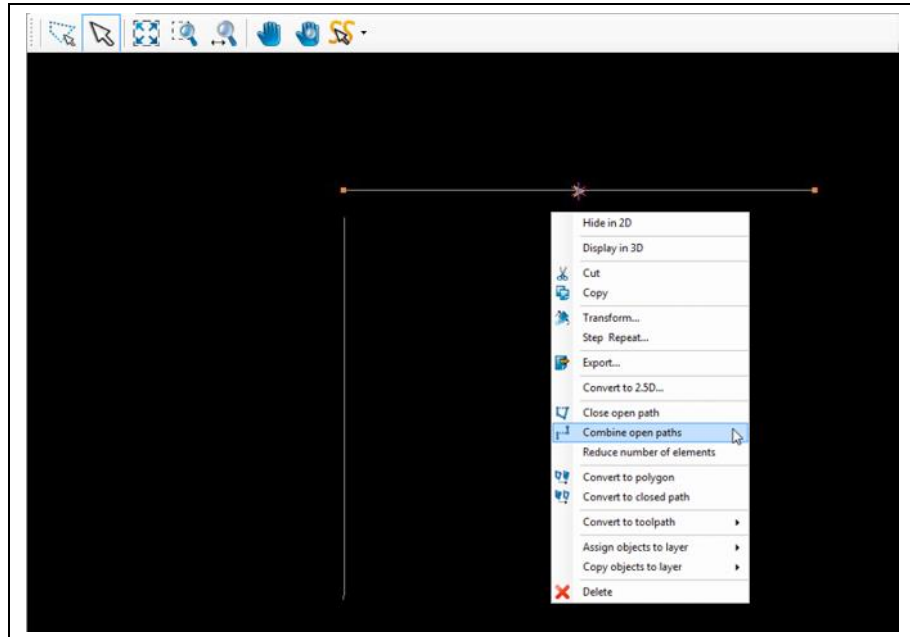 Hide in 2D
Display in 3D
Cut
Copy
Transform...
Step Repeat...
Export...
Convert to 2.5D...
Close open path
Combine open paths
Reduce number of elements
Convert to polygon
Convert to closed path
Convert to toolpath
Assign objects to layer
Copy objects to layer
Delete